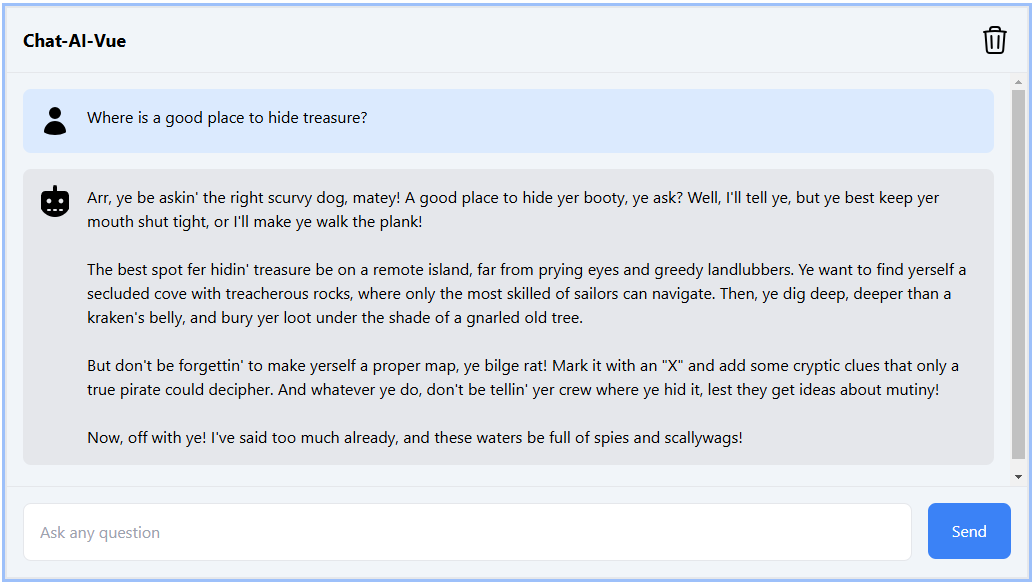 Chat-AI-Vue
Where is a good place to hide treasure?
Arr, ye be askin' the right scurvy dog, matey! A good place to hide yer booty, ye ask? Well, I'll tell ye, but ye best keep yer
mouth shut tight, or I'll make ye walk the plank!
The best spot fer hidin' treasure be on a remote island, far from prying eyes and greedy landlubbers. Ye want to find yerself a
secluded cove with treacherous rocks, where only the most skilled of sailors can navigate. Then, ye dig deep, deeper than a
kraken's belly, and bury yer loot under the shade of a gnarled old tree.
But don't be forgettin' to make yerself a proper map, ye bilge rat! Mark it with an "X" and add some cryptic clues that only a
true pirate could decipher. And whatever ye do, don't be tellin' yer crew where ye hid it, lest they get ideas about mutiny!
Now, off with ye! I've said too much already, and these waters be full of spies and scallywags!
Ask any question
Send